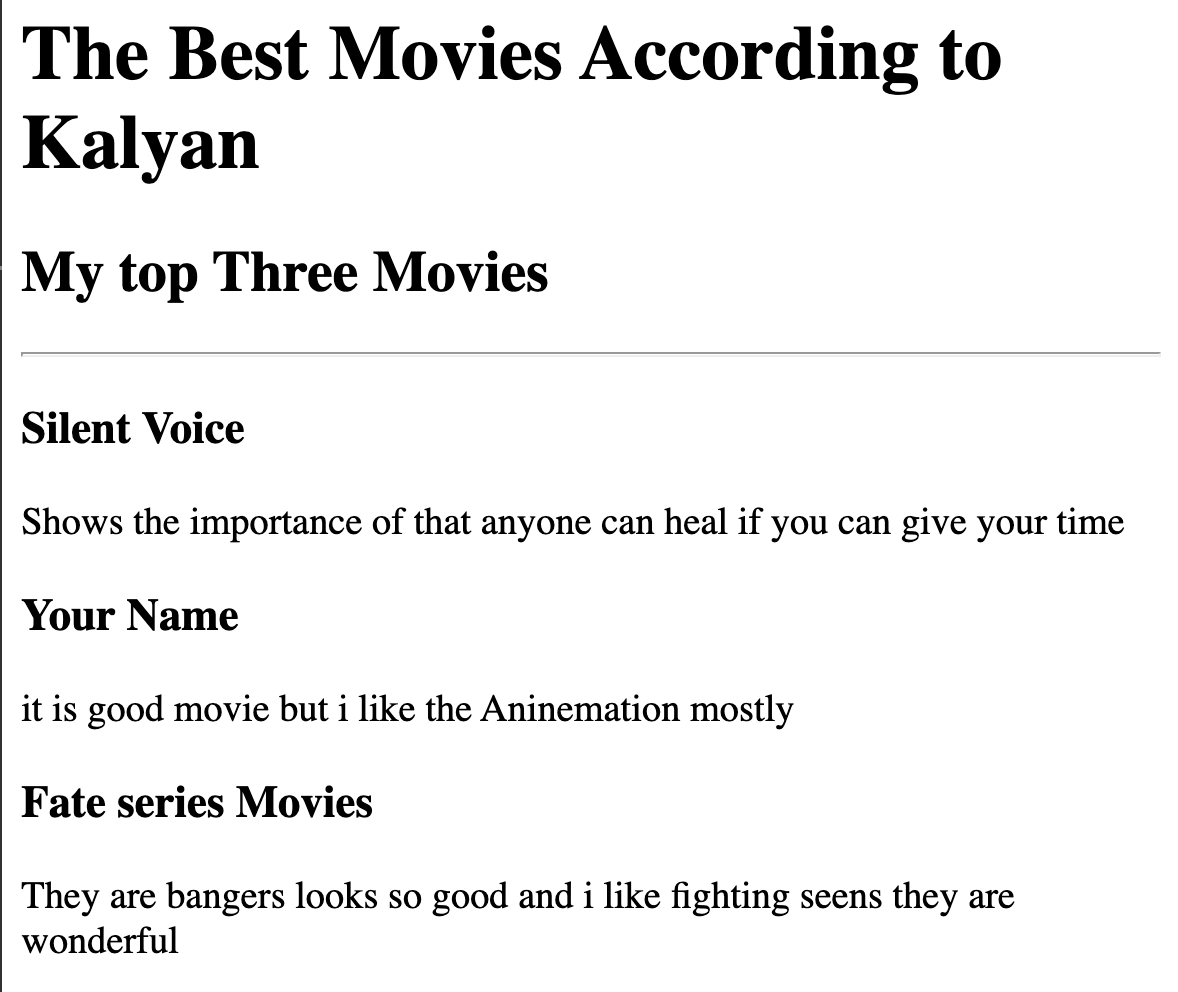 The Best Movies According to
Kalyan
My top Three Movies
Silent Voice
Shows the importance of that anyone can heal if you can give your time
Your Name
it is good movie but i like the Aninemation mostly
Fate series Movies
They are bangers looks so good and i like fighting seens they are
wonderful